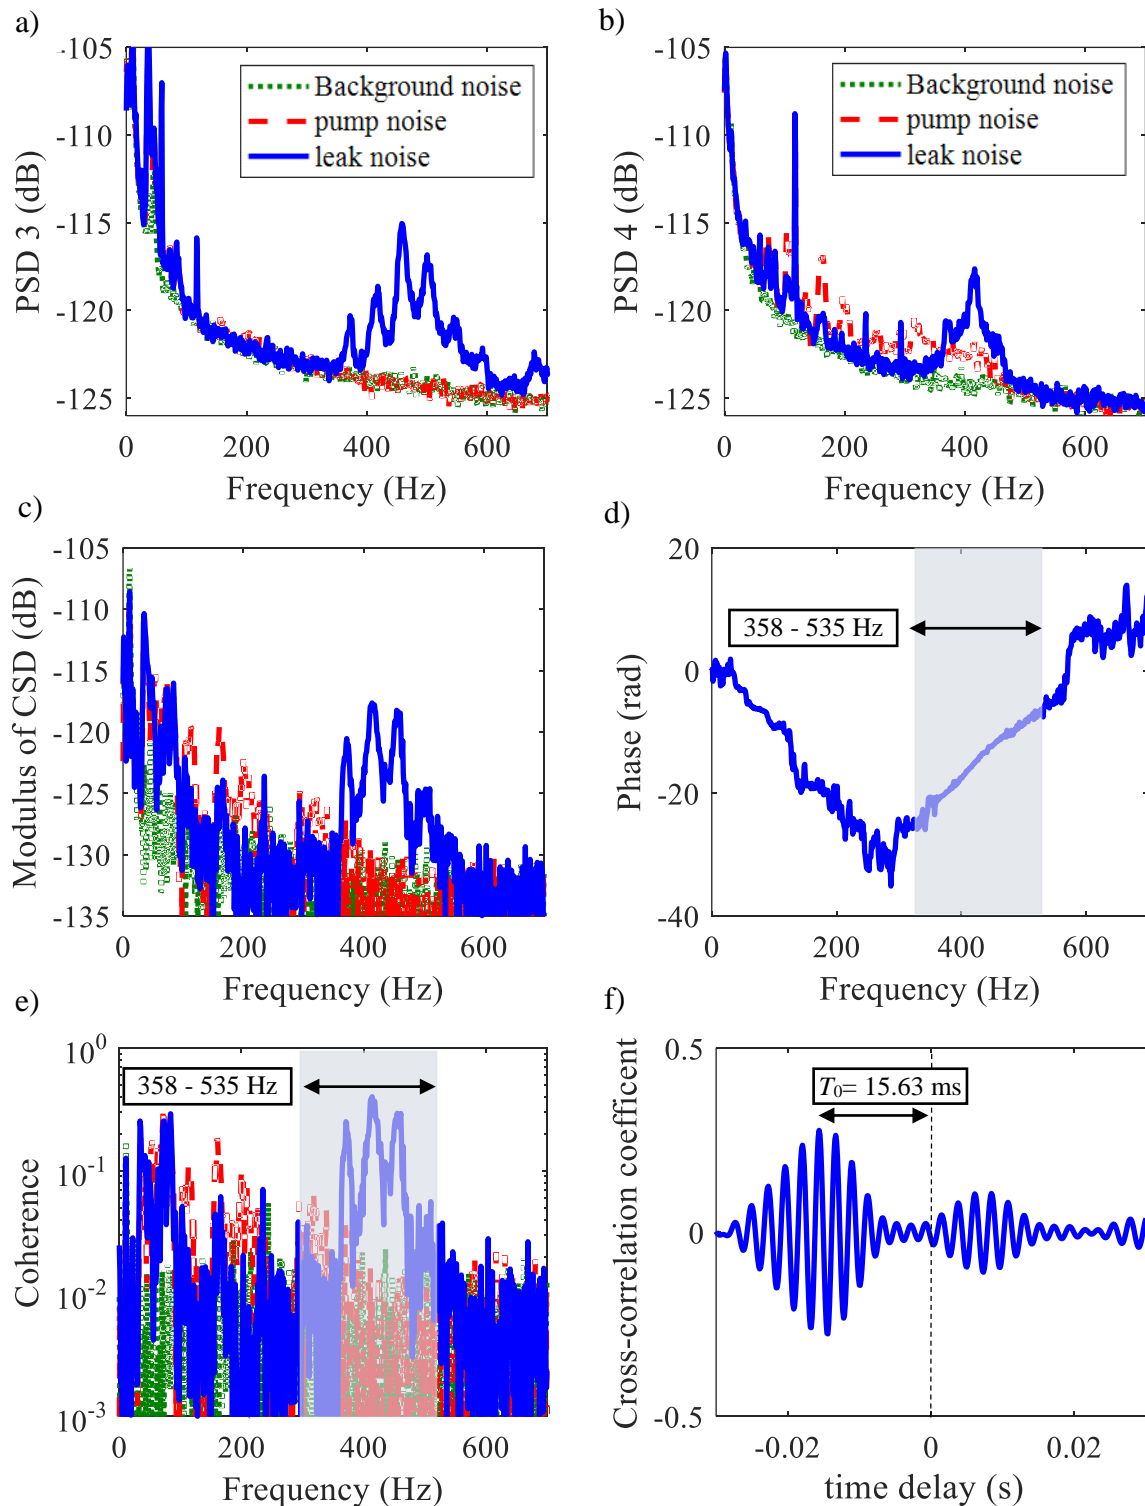 a)
-105
-110
-115
-120
-125
PSD 3 (dB)
Background noise
pump noise
leak noise
0
200
400
600
Frequency (Hz)
b)
-105
-110
-115
-120
-125
PSD 4 (dB)
Background noise
pump noise
leak noise
0
200
400
600
Frequency (Hz)
c)
-105
-110
-115
-120
-125
-130
-135
Modulus of CSD (dB)
0
200
400
600
Frequency (Hz)
d)
20
0
-20
-40
Phase (rad)
358 - 535 Hz
0
200
400
600
Frequency (Hz)
e)
10^0
10^-1
10^-2
10^-3
Coherence
358 - 535 Hz
0
200
400
600
Frequency (Hz)
f)
0.5
0
-0.5
Cross-correlation coefficent
T0= 15.63 ms
-0.02
0
0.02
time delay (s)